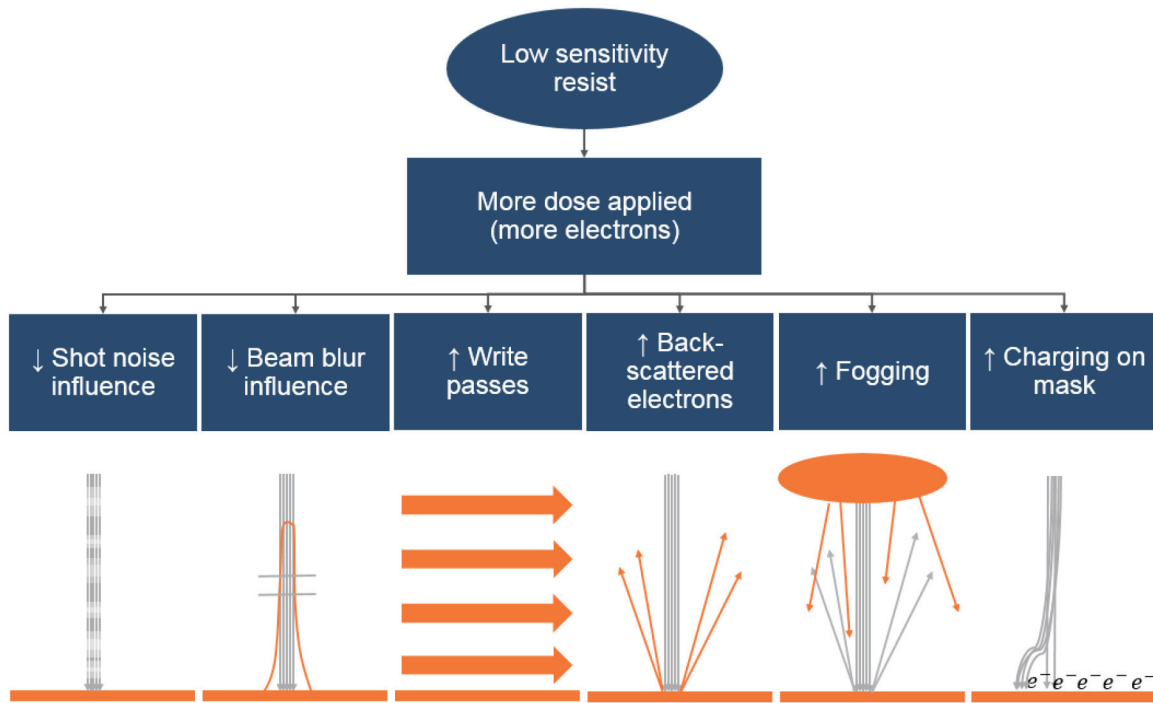 Low sensitivity
resist
More dose applied
(more electrons)
↓ Shot noise
influence
↓ Beam blur
influence
↑ Write
passes
↑ Back-
scattered
electrons
↑ Fogging
↑ Charging on
mask
e⁻ e⁻ e⁻ e⁻ e⁻